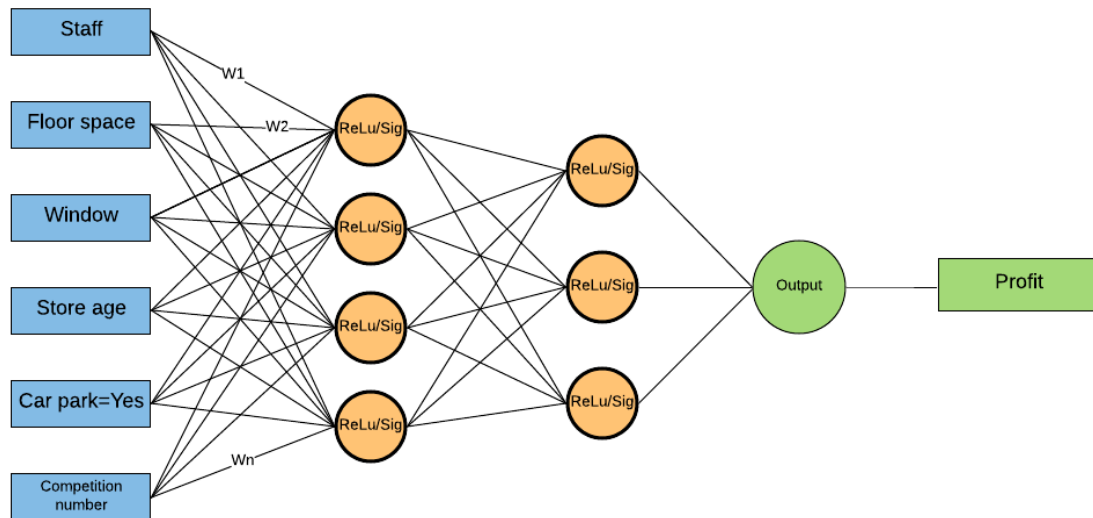 Staff
Floor space
Window
Store age
Car park=Yes
Competition
number
W1
W2
Wn
ReLu/Sig
ReLu/Sig
ReLu/Sig
ReLu/Sig
ReLu/Sig
ReLu/Sig
ReLu/Sig
Output
Profit